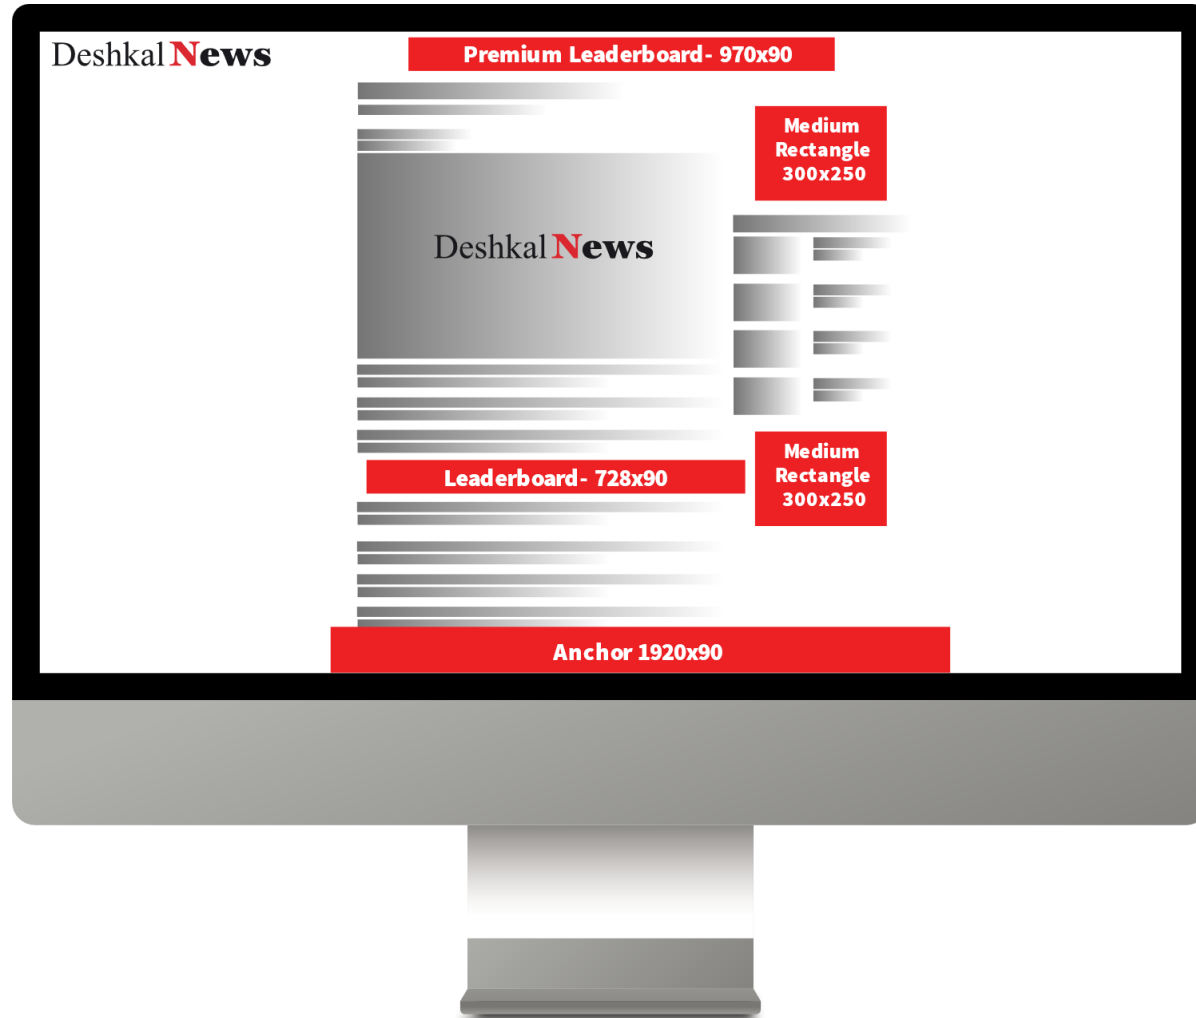 Deshkal News
Premium Leaderboard- 970x90
Medium
Rectangle
300x250
Deshkal News
Leaderboard- 728x90
Medium
Rectangle
300x250
Anchor 1920x90